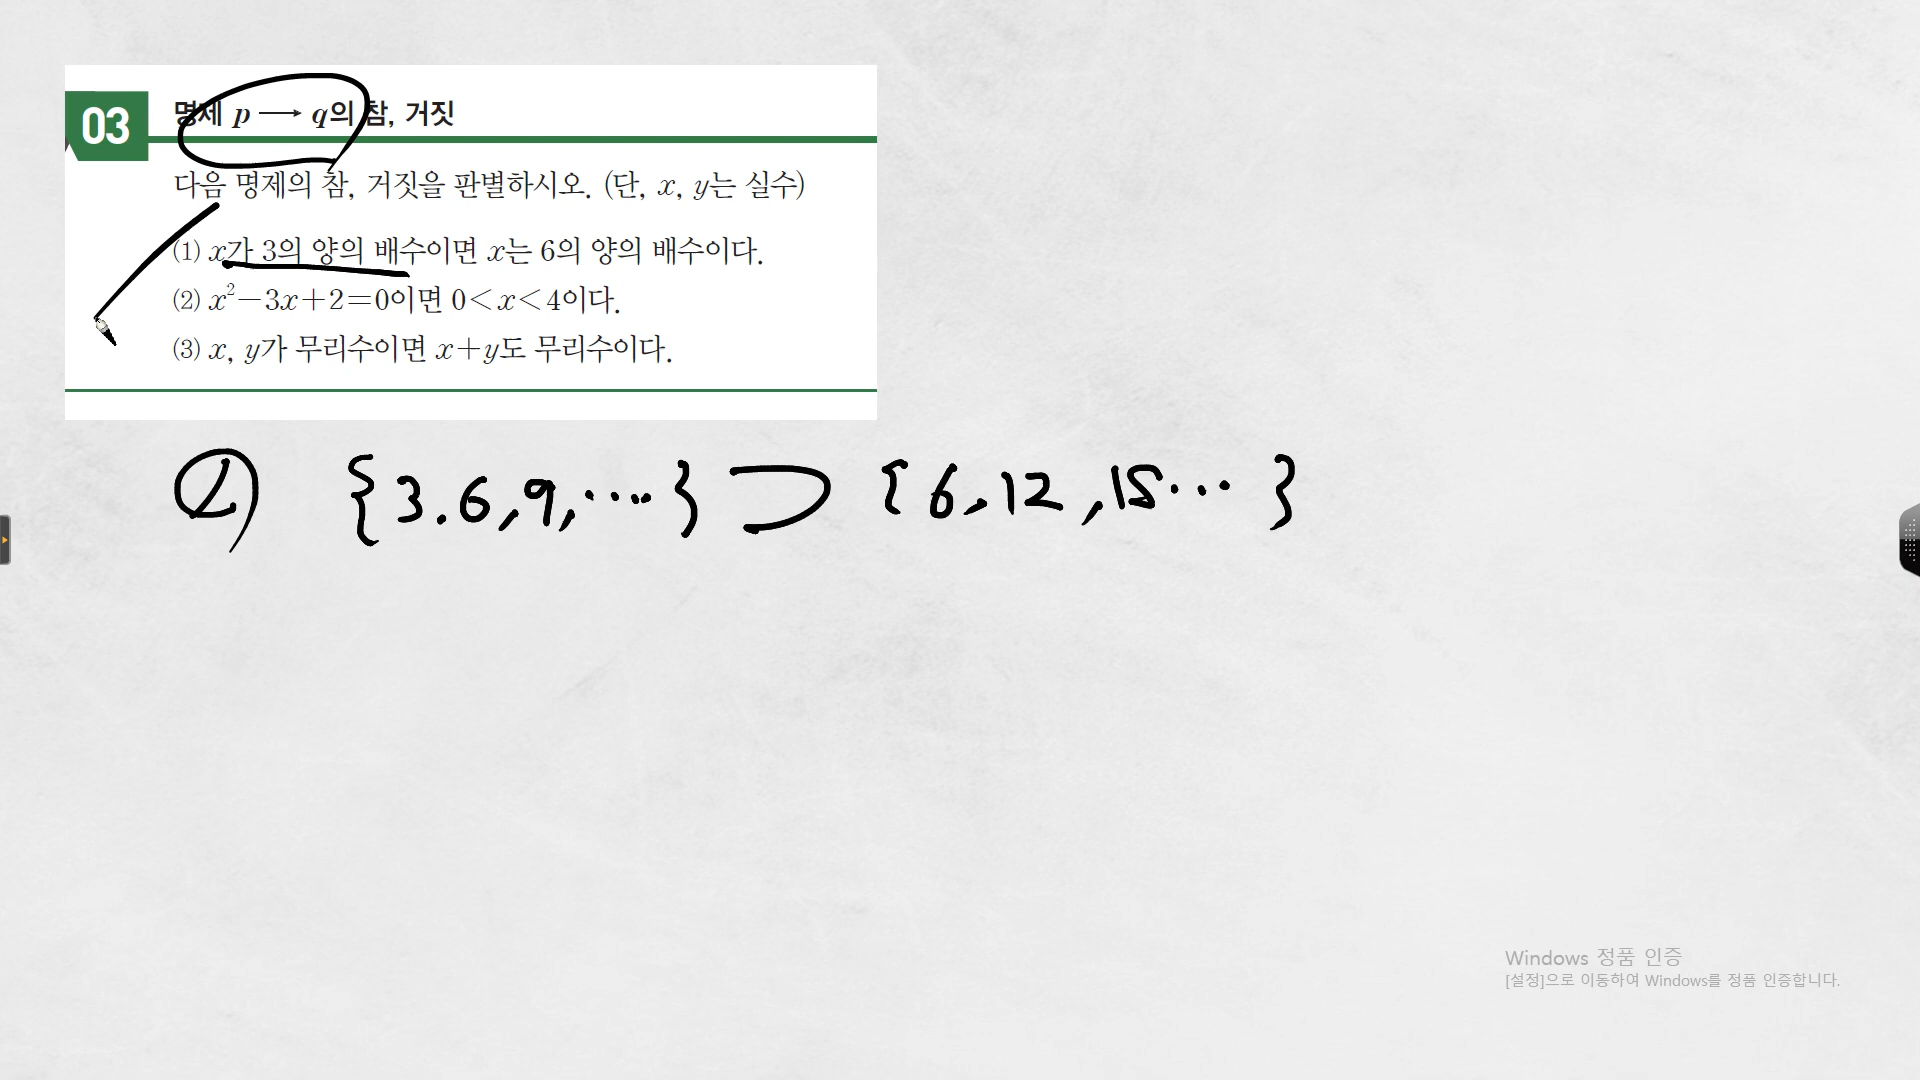 03 명제 p → q의 참, 거짓
다음 명제의 참, 거짓을 판별하시오. (단, x, y는 실수)
(1) x가 3의 양의 배수이면 x는 6의 양의 배수이다.
(2) x²-3x+2=0이면 0<x<4이다.
(3) x, y가 무리수이면 x+y도 무리수이다.
{3.6,9,····} ⊃ {6,12,15···}
Windows 정품 인증
[설정]으로 이동하여 Windows를 정품 인증합니다.